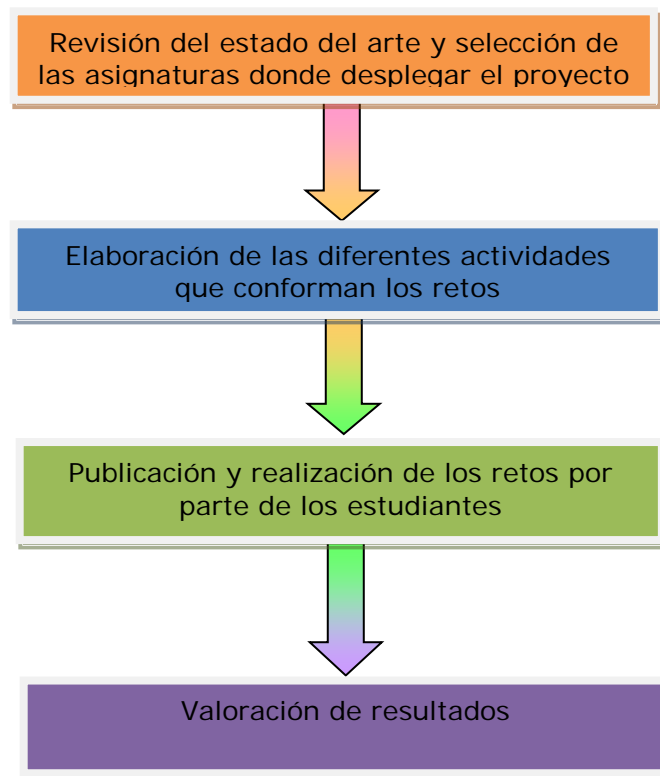 Revisión del estado del arte y selección de
las asignaturas donde desplegar el proyecto
Elaboración de las diferentes actividades
que conforman los retos
Publicación y realización de los retos por
parte de los estudiantes
Valoración de resultados